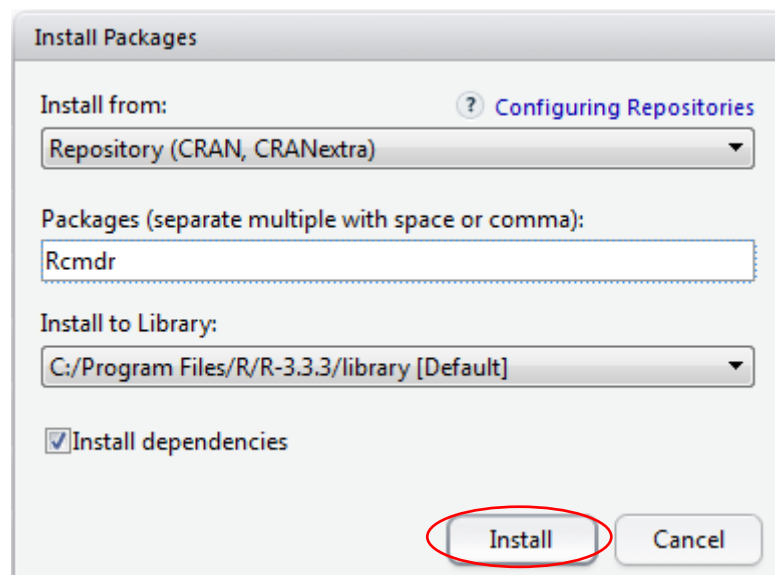 Install Packages
Install from:
? Configuring Repositories
Repository (CRAN, CRANextra)
Packages (separate multiple with space or comma):
Rcmdr
Install to Library:
C:/Program Files/R/R-3.3.3/library [Default]
Install dependencies
Install
Cancel